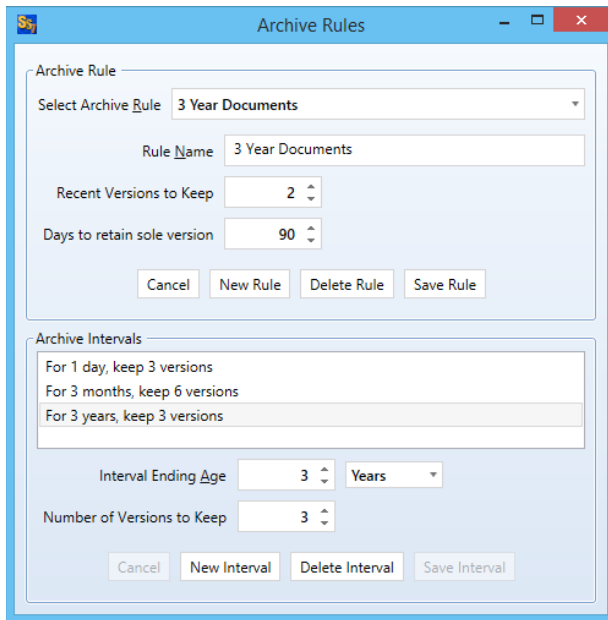 Ss7
Archive Rules
Archive Rule
Select Archive Rule 3 Year Documents
Rule Name 3 Year Documents
Recent Versions to Keep 2
Days to retain sole version 90
Cancel New Rule Delete Rule Save Rule
Archive Intervals
For 1 day, keep 3 versions
For 3 months, keep 6 versions
For 3 years, keep 3 versions
Interval Ending Age 3 Years
Number of Versions to Keep 3
Cancel New Interval Delete Interval Save Interval